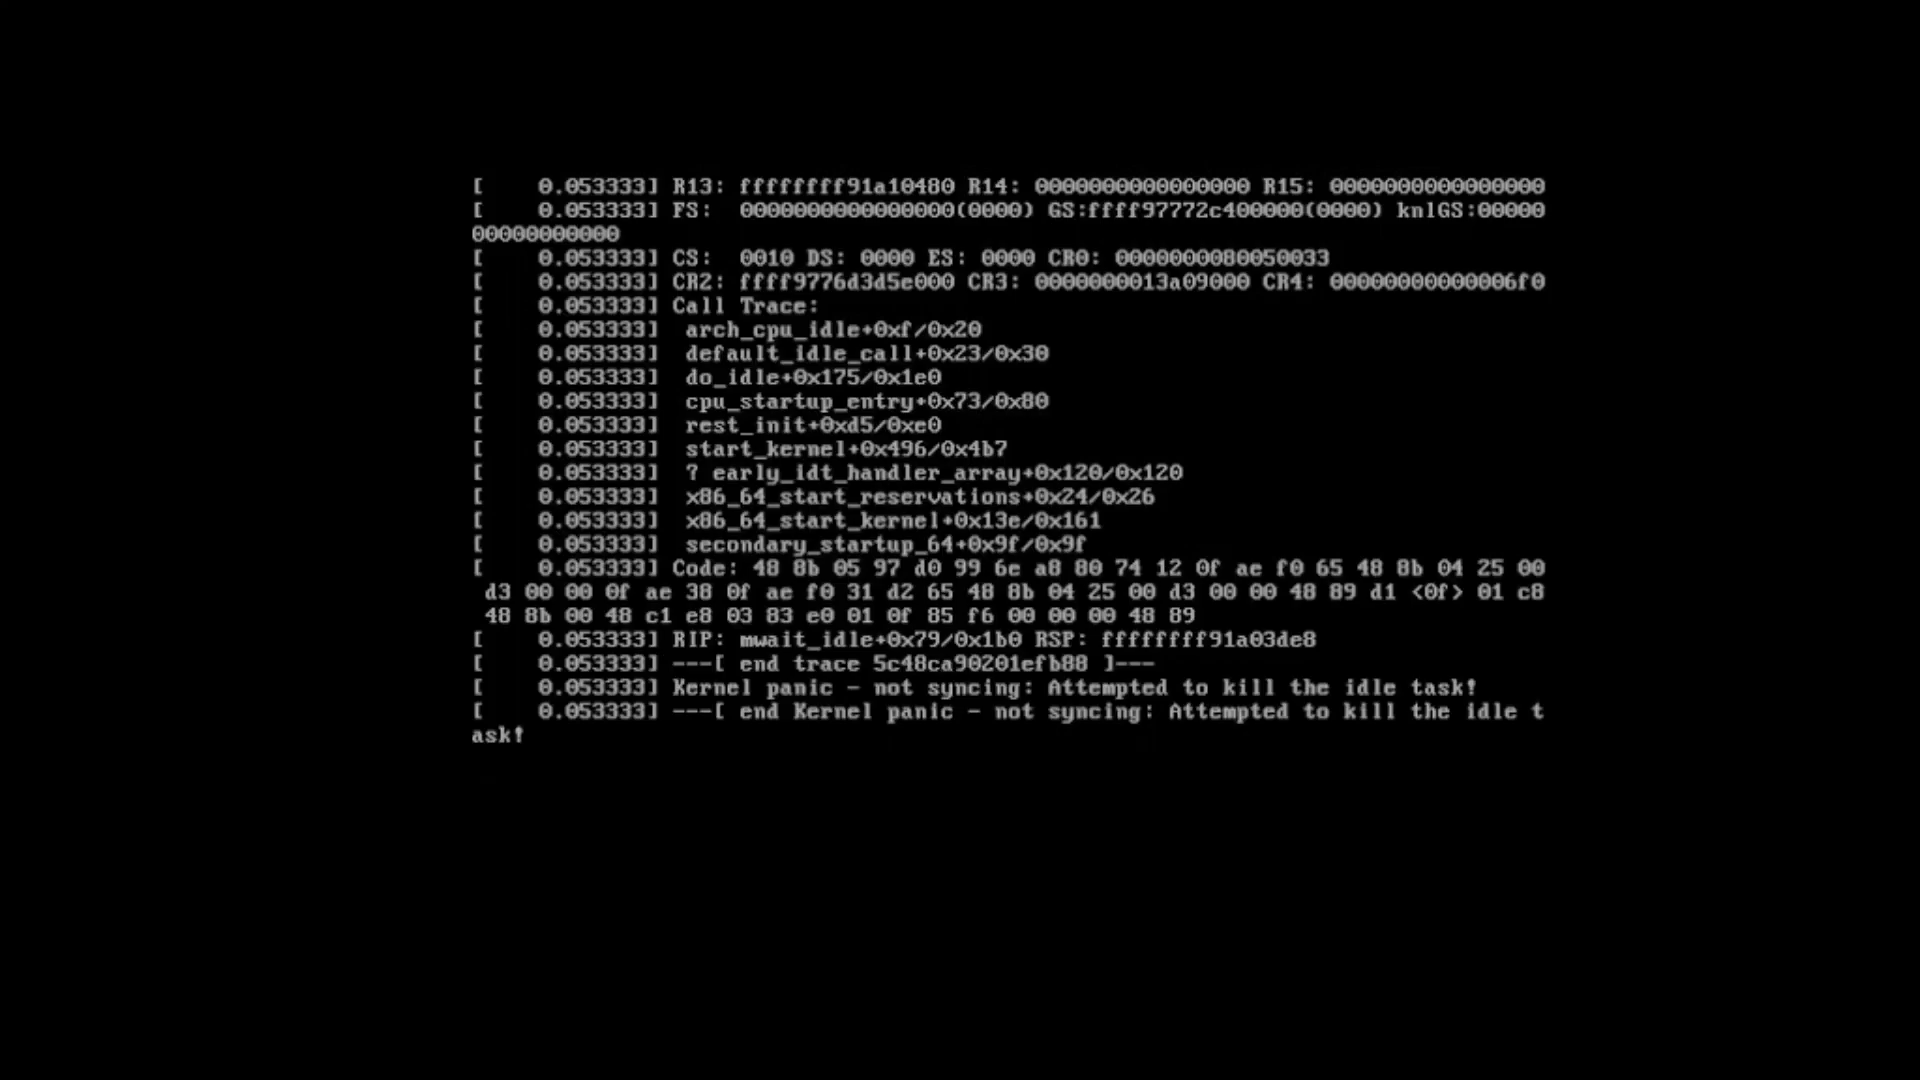 [    0.053333] R13: ffffffff91a10480 R14: 0000000000000000 R15: 0000000000000000
[    0.053333] FS:  0000000000000000(0000) GS:ffff97772c400000(0000) knlGS:00000
00000000000
[    0.053333] CS:  0010 DS: 0000 ES: 0000 CR0: 0000000080050033
[    0.053333] CR2: ffff9776d3d5e000 CR3: 0000000013a09000 CR4: 00000000000006f0
[    0.053333] Call Trace:
[    0.053333]  arch_cpu_idle+0xf/0x20
[    0.053333]  default_idle_call+0x23/0x30
[    0.053333]  do_idle+0x175/0x1e0
[    0.053333]  cpu_startup_entry+0x73/0x80
[    0.053333]  rest_init+0xd5/0xe0
[    0.053333]  start_kernel+0x496/0x4b7
[    0.053333]  ? early_idt_handler_array+0x120/0x120
[    0.053333]  x86_64_start_reservations+0x24/0x26
[    0.053333]  x86_64_start_kernel+0x13e/0x161
[    0.053333]  secondary_startup_64+0x9f/0x9f
[    0.053333] Code: 48 8b 05 97 d0 99 6e a8 80 74 12 0f ae f0 65 48 8b 04 25 00
 d3 00 00 0f ae 38 0f ae f0 31 d2 65 48 8b 04 25 00 d3 00 00 48 89 d1 <0f> 01 c8
 48 8b 00 48 c1 e8 03 83 e0 01 0f 85 f6 00 00 00 48 89
[    0.053333] RIP: mwait_idle+0x79/0x1b0 RSP: ffffffff91a03de8
[    0.053333] ---[ end trace 5c48ca90201efb88 ]---
[    0.053333] Kernel panic - not syncing: Attempted to kill the idle task!
[    0.053333] ---[ end Kernel panic - not syncing: Attempted to kill the idle t
ask!